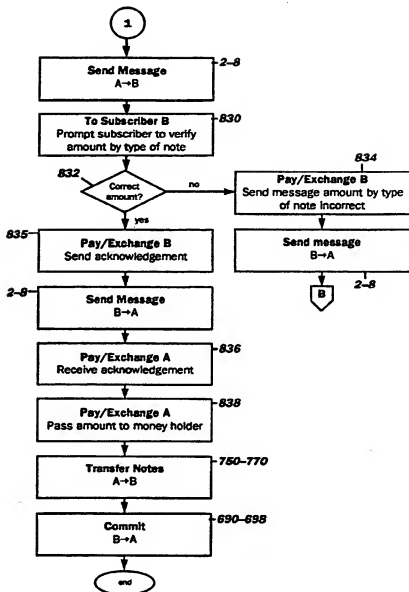 1
Send Message
A→B
2–8
To Subscriber B
Prompt subscriber to verify
amount by type of note
830
832
Correct
amount?
no
yes
834
Pay/Exchange B
Send message amount by type
of note incorrect
Send message
B→A
2–8
B
835
Pay/Exchange B
Send acknowledgement
2–8
Send Message
B→A
Pay/Exchange A
Receive acknowledgement
836
Pay/Exchange A
Pass amount to money holder
838
Transfer Notes
A→B
750–770
Commit
B→A
690–698
end